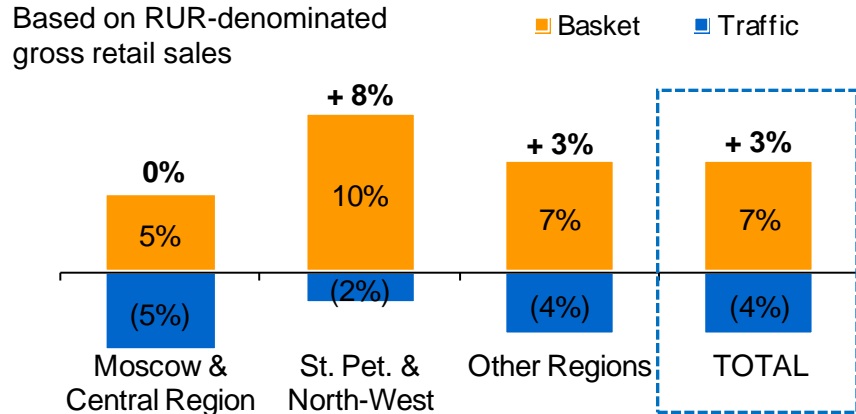 Based on RUR-denominated
gross retail sales
Basket
Traffic
+ 8%
+ 3%
+ 3%
0%
10%
7%
7%
5%
(5%)
(2%)
(4%)
(4%)
Moscow &
Central Region
St. Pet. &
North-West
Other Regions
TOTAL